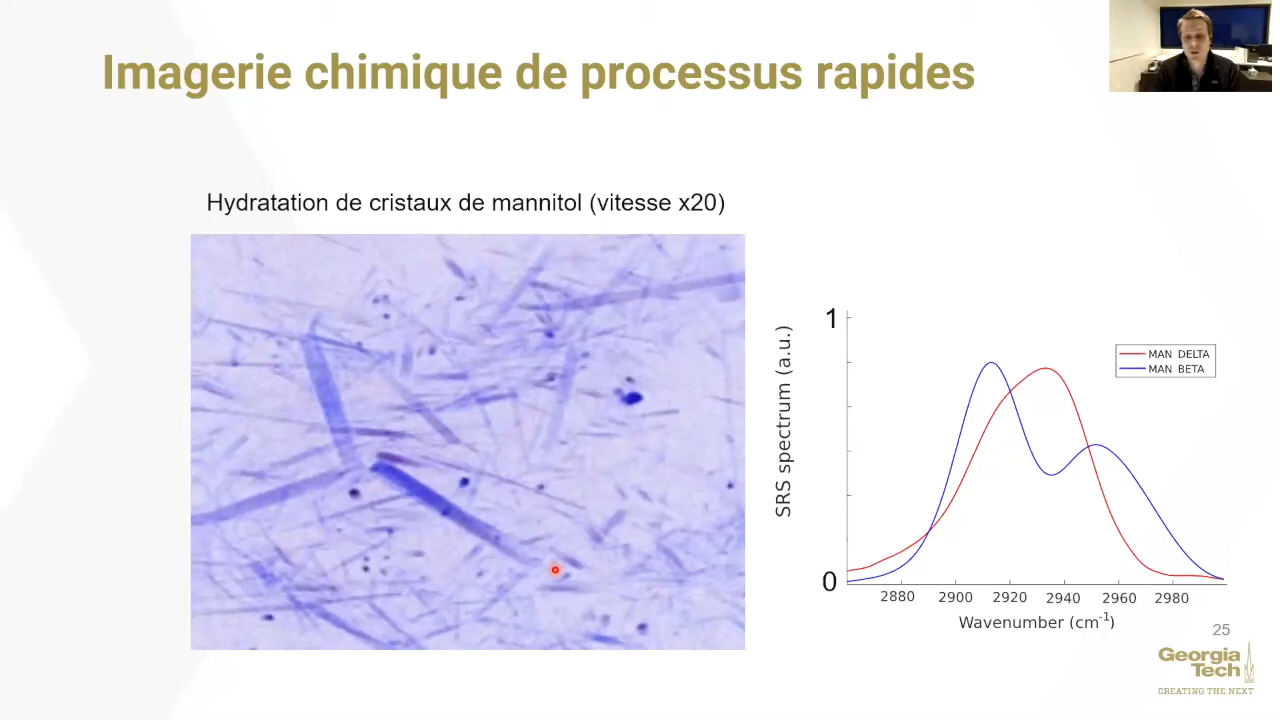 Imagerie chimique de processus rapides
Hydratation de cristaux de mannitol (vitesse x20)
1
SRS spectrum (a.u.)
MAN DELTA
MAN BETA
0
2880 2900 2920 2940 2960 2980
Wavenumber (cm-1)
25
Georgia
Tech
CREATING THE NEXT